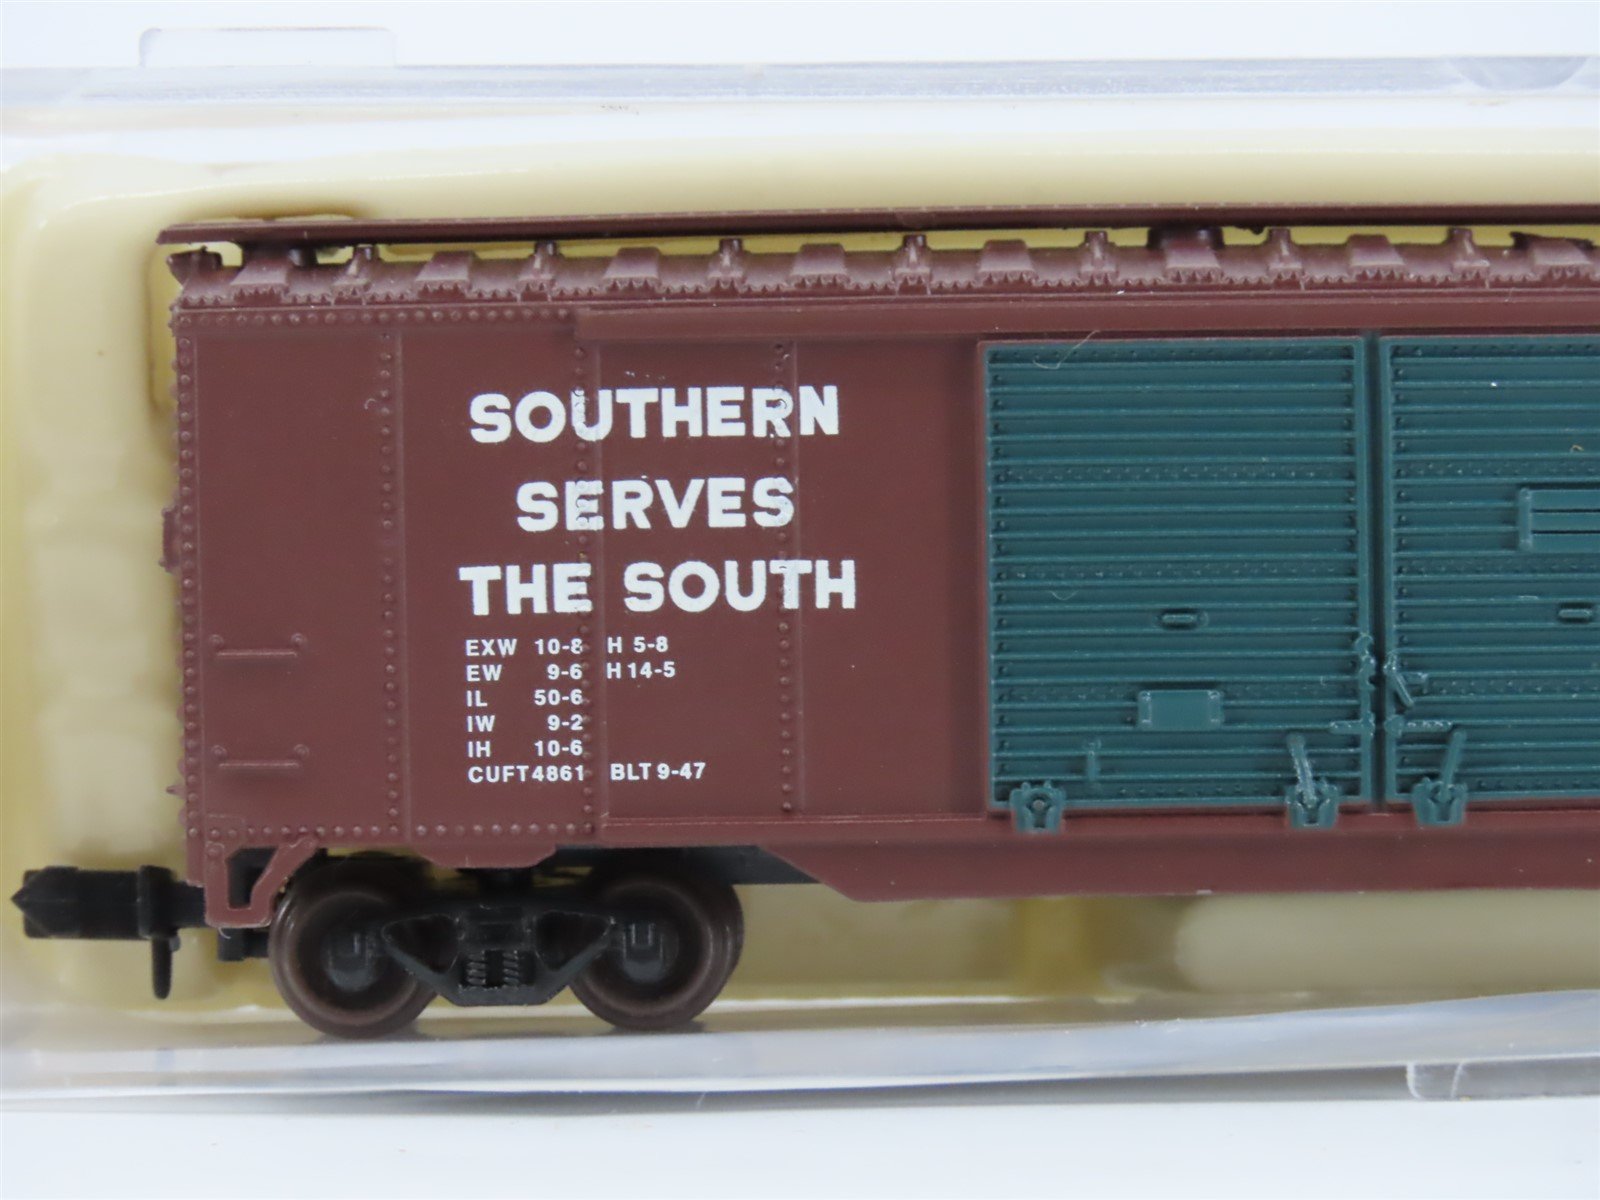 SOUTHERN
SERVES
THE SOUTH
EXW 10-8 H 5-8
EW 9-6 H 14-5
IL 50-6
IW 9-2
IH 10-6
CUFT 4861 BLT 9-47